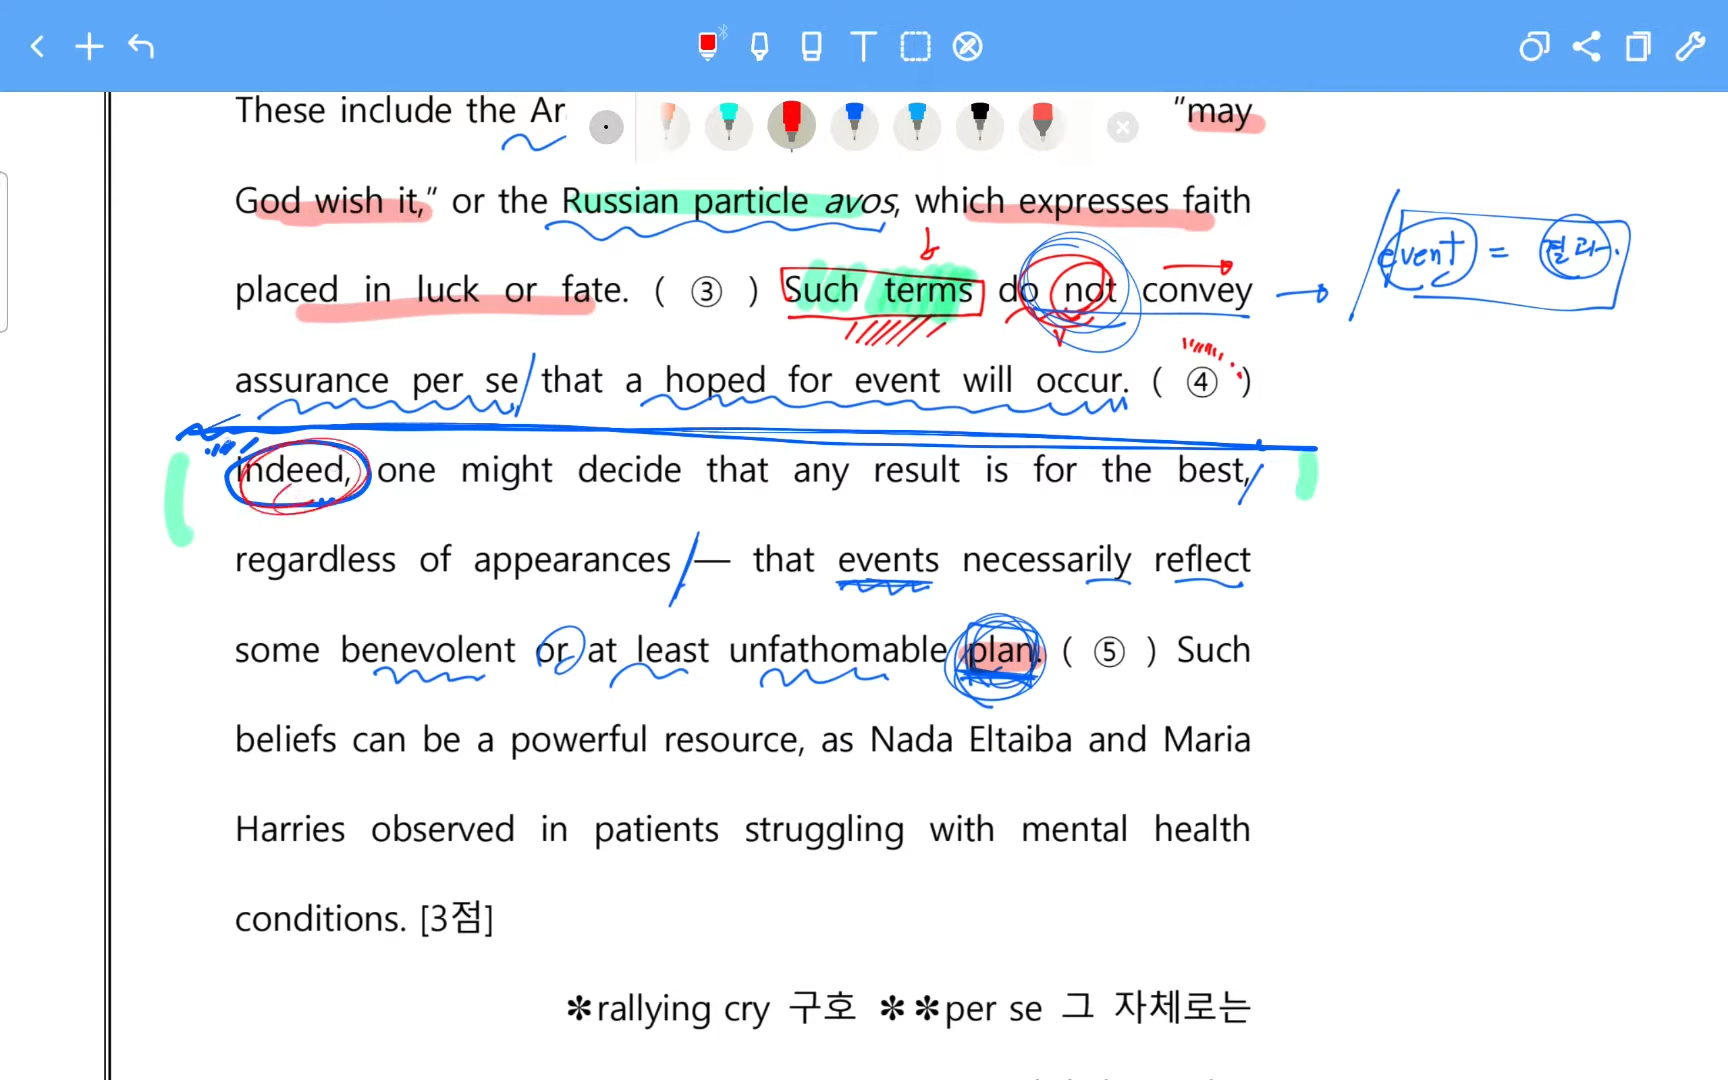 These include the Ar "may
God wish it," or the Russian particle avos, which expresses faith
placed in luck or fate. ( ③ ) Such terms do not convey
event = 결과.
assurance per se that a hoped for event will occur. ( ④ )
Indeed, one might decide that any result is for the best,
regardless of appearances — that events necessarily reflect
some benevolent or at least unfathomable plan. ( ⑤ ) Such
beliefs can be a powerful resource, as Nada Eltaiba and Maria
Harries observed in patients struggling with mental health
conditions. [3점]
✻rallying cry 구호 ✻✻per se 그 자체로는